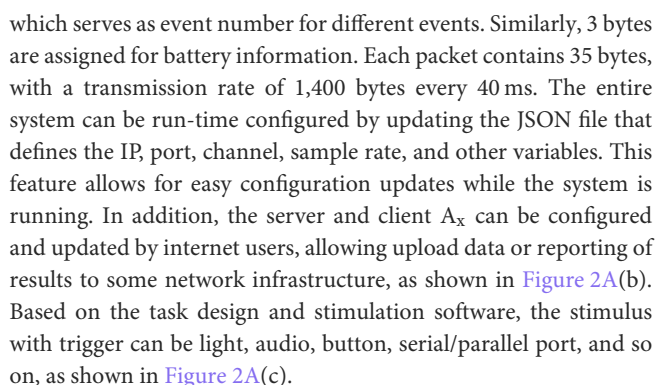 which serves as event number for different events. Similarly, 3 bytes
are assigned for battery information. Each packet contains 35 bytes,
with a transmission rate of 1,400 bytes every 40 ms. The entire
system can be run-time configured by updating the JSON file that
defines the IP, port, channel, sample rate, and other variables. This
feature allows for easy configuration updates while the system is
running. In addition, the server and client Aₓ can be configured
and updated by internet users, allowing upload data or reporting of
results to some network infrastructure, as shown in Figure 2A(b).
Based on the task design and stimulation software, the stimulus
with trigger can be light, audio, button, serial/parallel port, and so
on, as shown in Figure 2A(c).